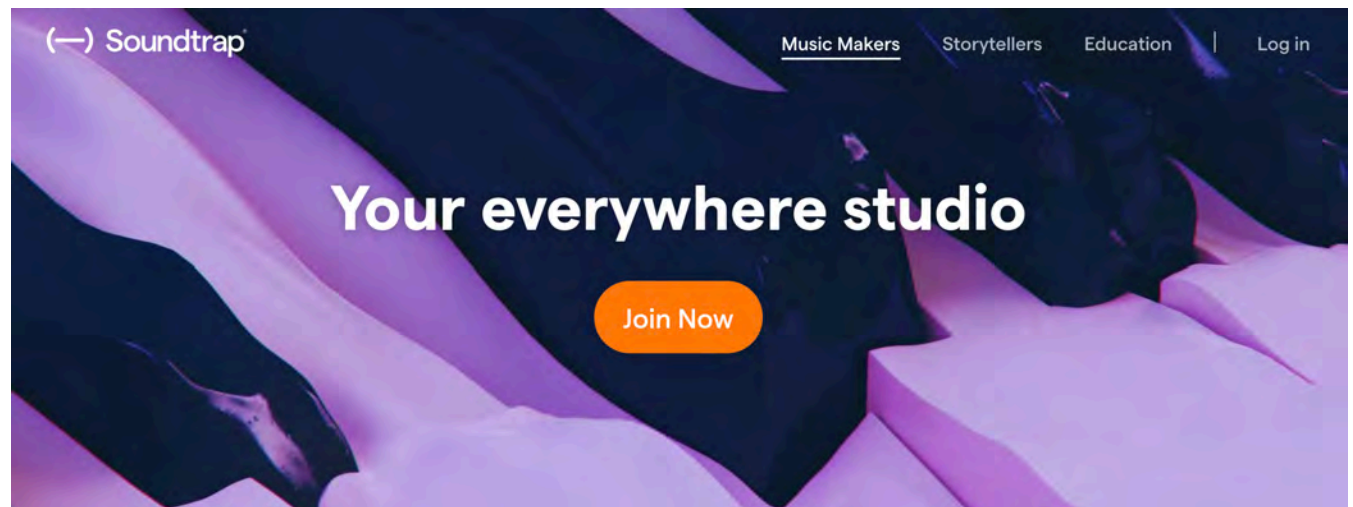 (—) Soundtrap
Music Makers Storytellers Education | Log in
Your everywhere studio
Join Now